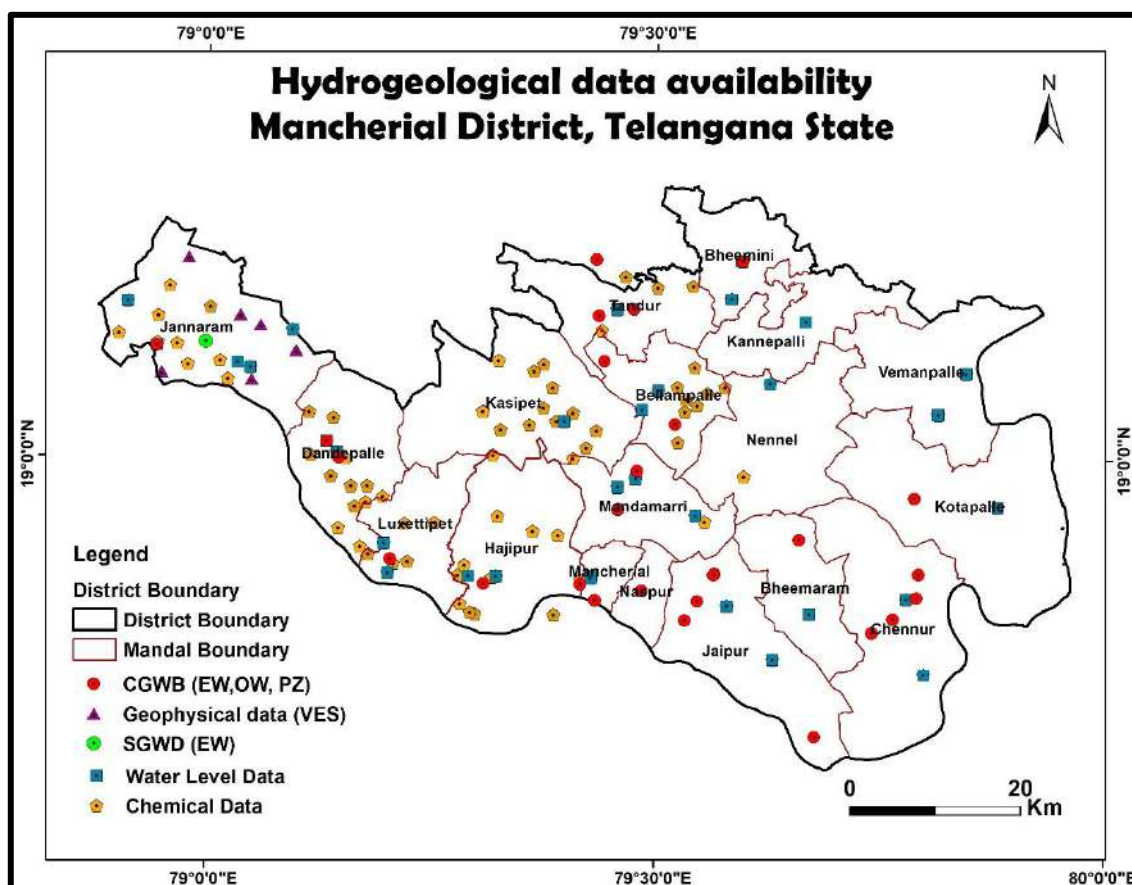 79°0'0"E
79°30'0"E
Hydrogeological data availability
Mancherial District, Telangana State
N
Bheemini
Tandur
Jannaram
Kannepalli
Vemanpalle
Kasipet
Bellampalle
Nennel
Dandepalle
19°0'0"N
19°0'0"N
Mandamarri
Kotapalle
Luxettipet
Hajipur
Mancherial
Naspur
Bheemaram
Chennur
Jaipur
Legend
District Boundary
District Boundary
Mandal Boundary
CGWB (EW,OW, PZ)
Geophysical data (VES)
SGWD (EW)
Water Level Data
Chemical Data
0 20
Km
79°0'0"E
79°30'0"E
80°0'0"E